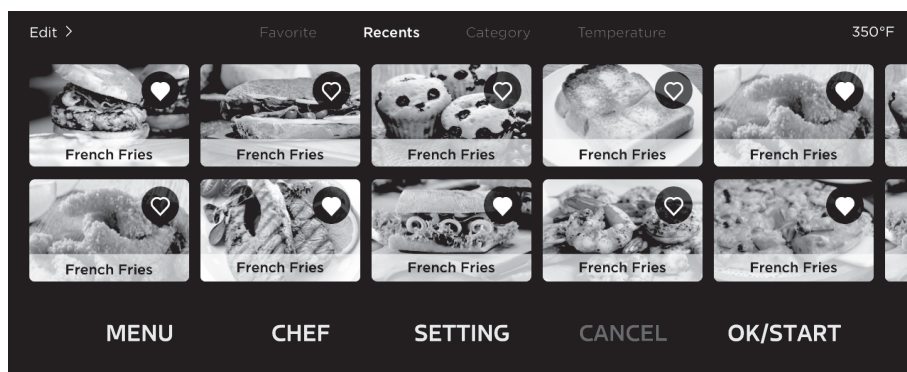 Edit > Favorite Recents Category Temperature 350°F
French Fries French Fries French Fries French Fries French Fries
French Fries French Fries French Fries French Fries French Fries
MENU CHEF SETTING CANCEL OK/START